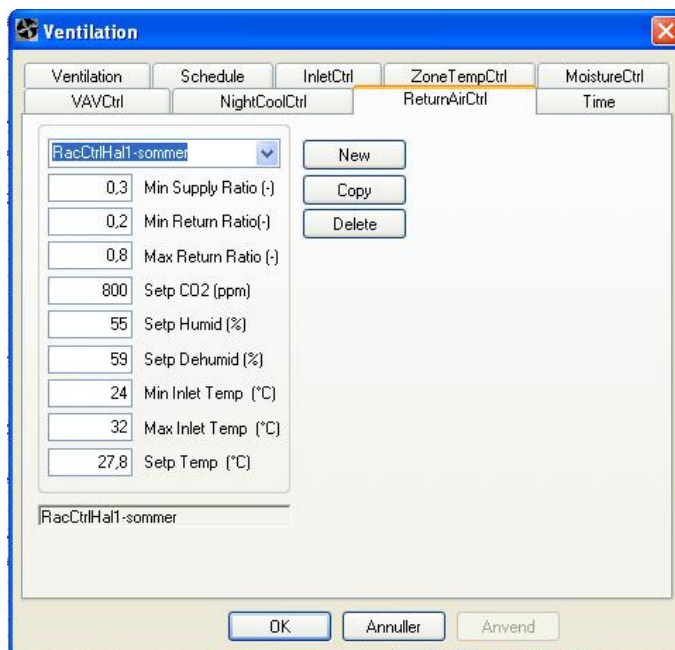 Ventilation
Ventilation Schedule InletCtrl ZoneTempCtrl MoistureCtrl
VAVCtrl NightCoolCtrl ReturnAirCtrl Time
RacCtrlHal1-sommer New
0,3 Min Supply Ratio (-) Copy
0,2 Min Return Ratio(-) Delete
0,8 Max Return Ratio (-)
800 Setp CO2 (ppm)
55 Setp Humid (%)
59 Setp Dehumid (%)
24 Min Inlet Temp (°C)
32 Max Inlet Temp (°C)
27,8 Setp Temp (°C)
RacCtrlHal1-sommer
OK Annuller Anvend